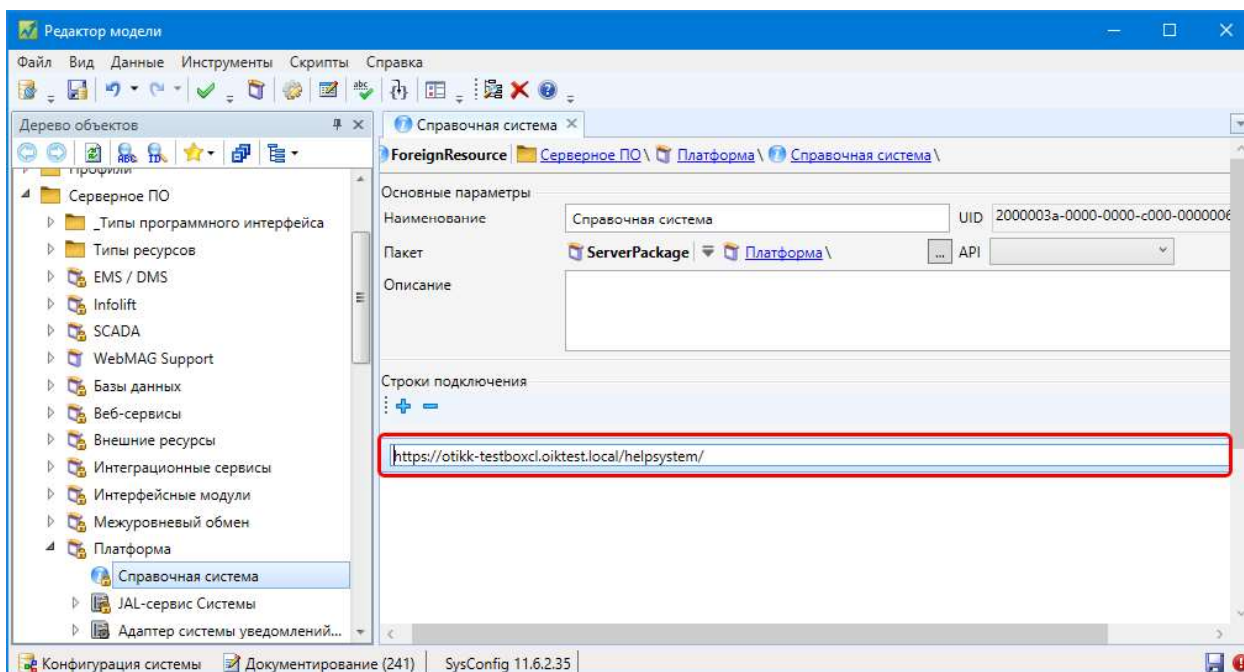 Редактор модели
Файл Вид Данные Инструменты Скрипты Справка
Дерево объектов
Справочная система
ForeignResource Серверное ПО\ Платформа\ Справочная система\
Профили
Серверное ПО
_Типы программного интерфейса
Типы ресурсов
EMS / DMS
Infolift
SCADA
WebMAG Support
Базы данных
Веб-сервисы
Внешние ресурсы
Интеграционные сервисы
Интерфейсные модули
Межуровневый обмен
Платформа
Справочная система
JAL-сервис Системы
Адаптер системы уведомлений...
Основные параметры
Наименование Справочная система UID 2000003a-0000-0000-c000-0000006
Пакет ServerPackage Платформа\ ... API
Описание
Строки подключения
https://otikk-testboxcl.oiktest.local/helpsystem/
Конфигурация системы Документирование (241) SysConfig 11.6.2.35